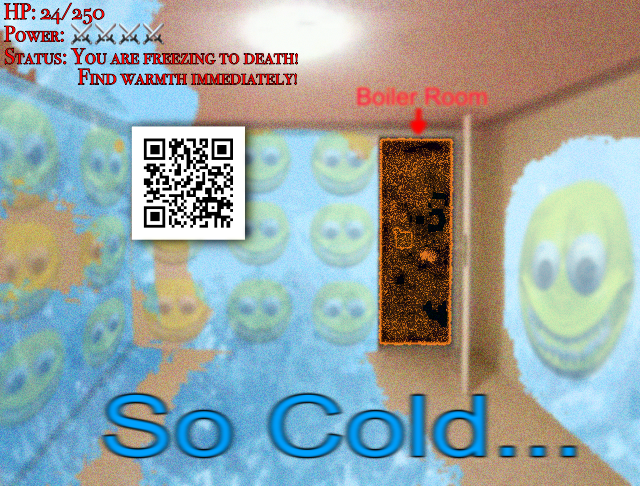 HP: 24/250
Power: ⚔⚔⚔⚔
Status: You are freezing to death!
Find warmth immediately!
Boiler Room
So Cold...